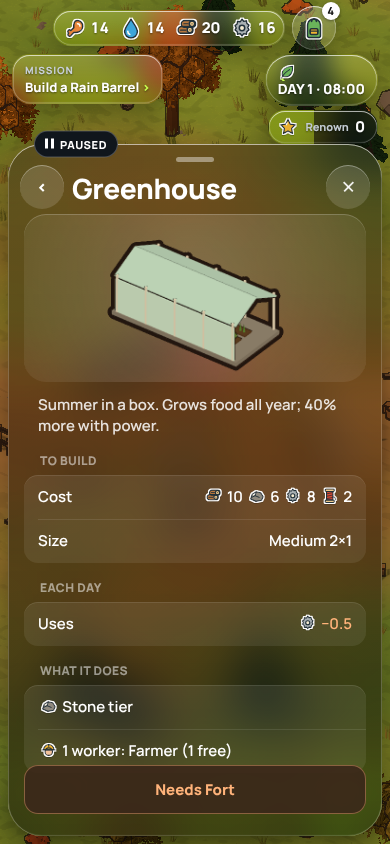 14 14 20 16
4
MISSION
Build a Rain Barrel ›
DAY 1 · 08:00
Renown 0
PAUSED
‹ Greenhouse ×
Summer in a box. Grows food all year; 40%
more with power.
TO BUILD
Cost 10 6 8 2
Size Medium 2×1
EACH DAY
Uses −0.5
WHAT IT DOES
Stone tier
1 worker: Farmer (1 free)
Needs Fort